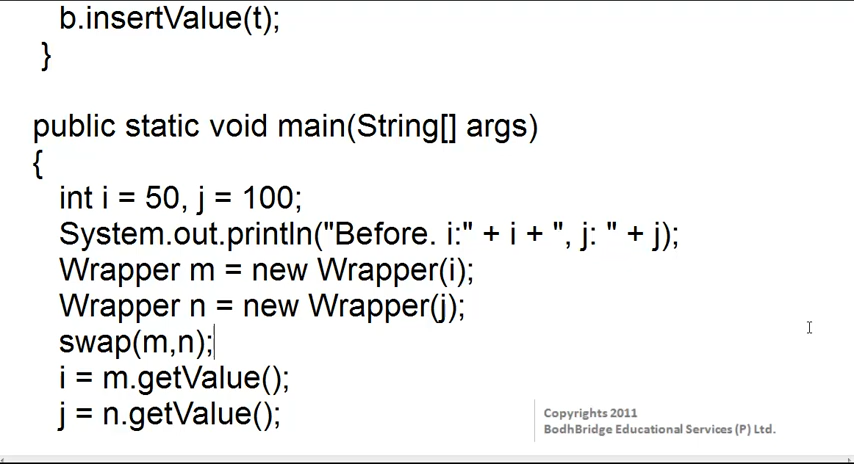 b.insertValue(t);
}
public static void main(String[] args)
{
int i = 50, j = 100;
System.out.println("Before. i:" + i + ", j: " + j);
Wrapper m = new Wrapper(i);
Wrapper n = new Wrapper(j);
swap(m,n);
i = m.getValue();
j = n.getValue();
Copyrights 2011
BodhBridge Educational Services (P) Ltd.